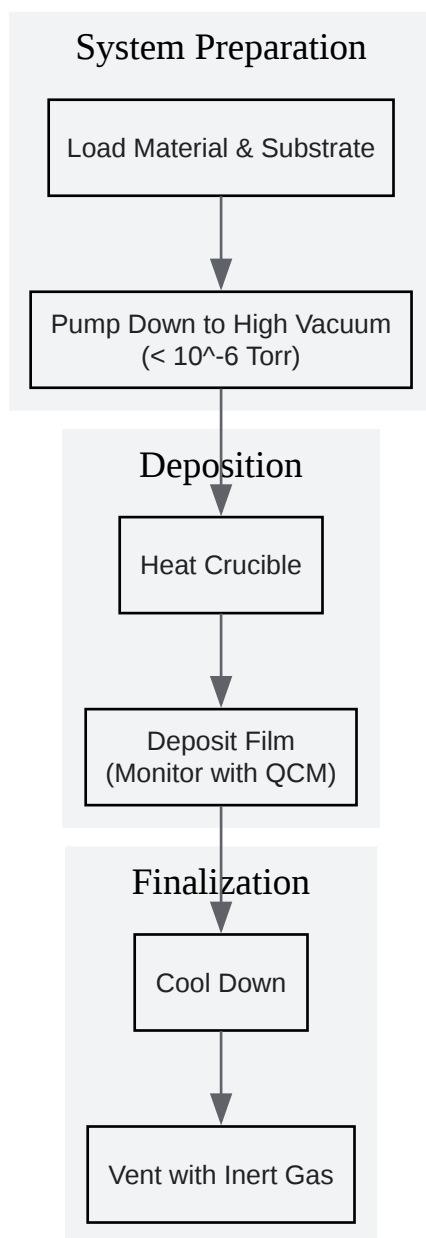 System Preparation
Load Material & Substrate
Pump Down to High Vacuum
(< 10^-6 Torr)
Deposition
Heat Crucible
Deposit Film
(Monitor with QCM)
Finalization
Cool Down
Vent with Inert Gas